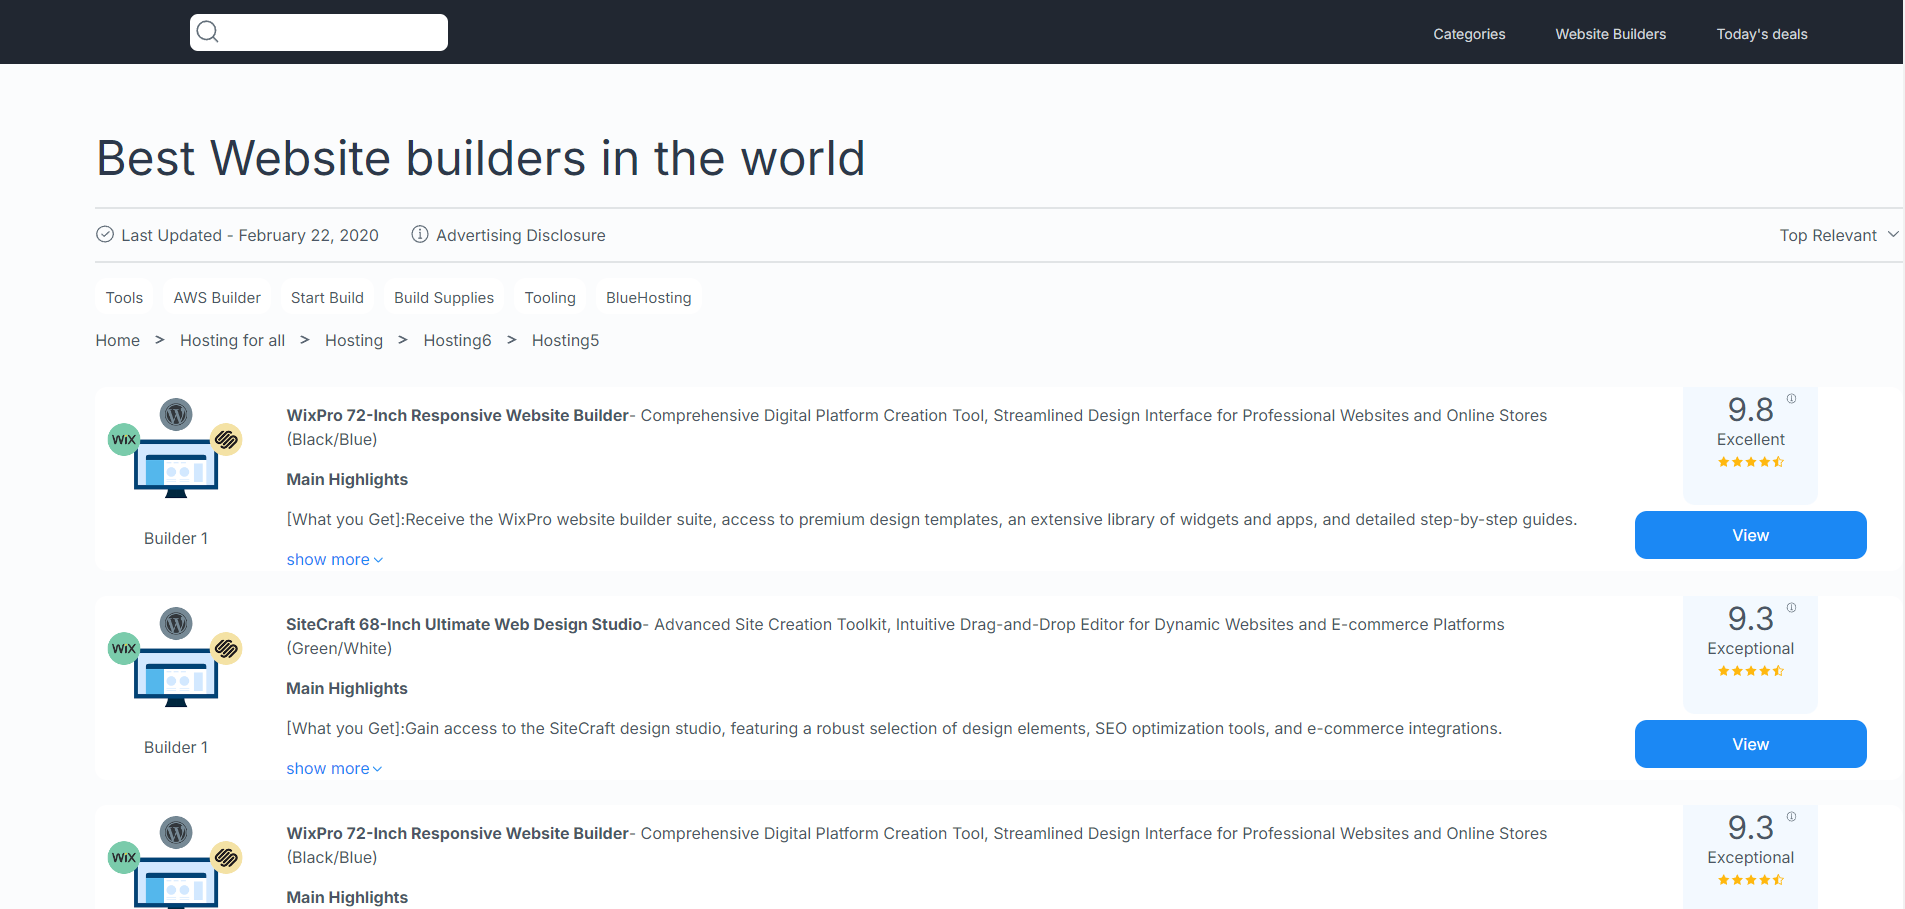 Categories
Website Builders
Today's deals
Best Website builders in the world
Last Updated - February 22, 2020
Advertising Disclosure
Top Relevant
Tools
AWS Builder
Start Build
Build Supplies
Tooling
BlueHosting
Home > Hosting for all > Hosting > Hosting6 > Hosting5
WIX
Builder 1
WixPro 72-Inch Responsive Website Builder- Comprehensive Digital Platform Creation Tool, Streamlined Design Interface for Professional Websites and Online Stores
(Black/Blue)
Main Highlights
[What you Get]:Receive the WixPro website builder suite, access to premium design templates, an extensive library of widgets and apps, and detailed step-by-step guides.
show more
9.8
Excellent
View
WIX
Builder 1
SiteCraft 68-Inch Ultimate Web Design Studio- Advanced Site Creation Toolkit, Intuitive Drag-and-Drop Editor for Dynamic Websites and E-commerce Platforms
(Green/White)
Main Highlights
[What you Get]:Gain access to the SiteCraft design studio, featuring a robust selection of design elements, SEO optimization tools, and e-commerce integrations.
show more
9.3
Exceptional
View
WIX
WixPro 72-Inch Responsive Website Builder- Comprehensive Digital Platform Creation Tool, Streamlined Design Interface for Professional Websites and Online Stores
(Black/Blue)
Main Highlights
9.3
Exceptional